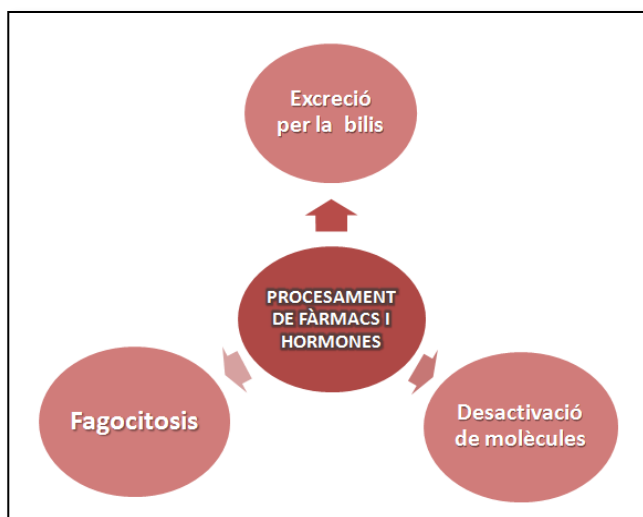 Excreció
per la bilis
PROCESAMENT
DE FÀRMACS I
HORMONES
Fagocitosis
Desactivació
de molècules